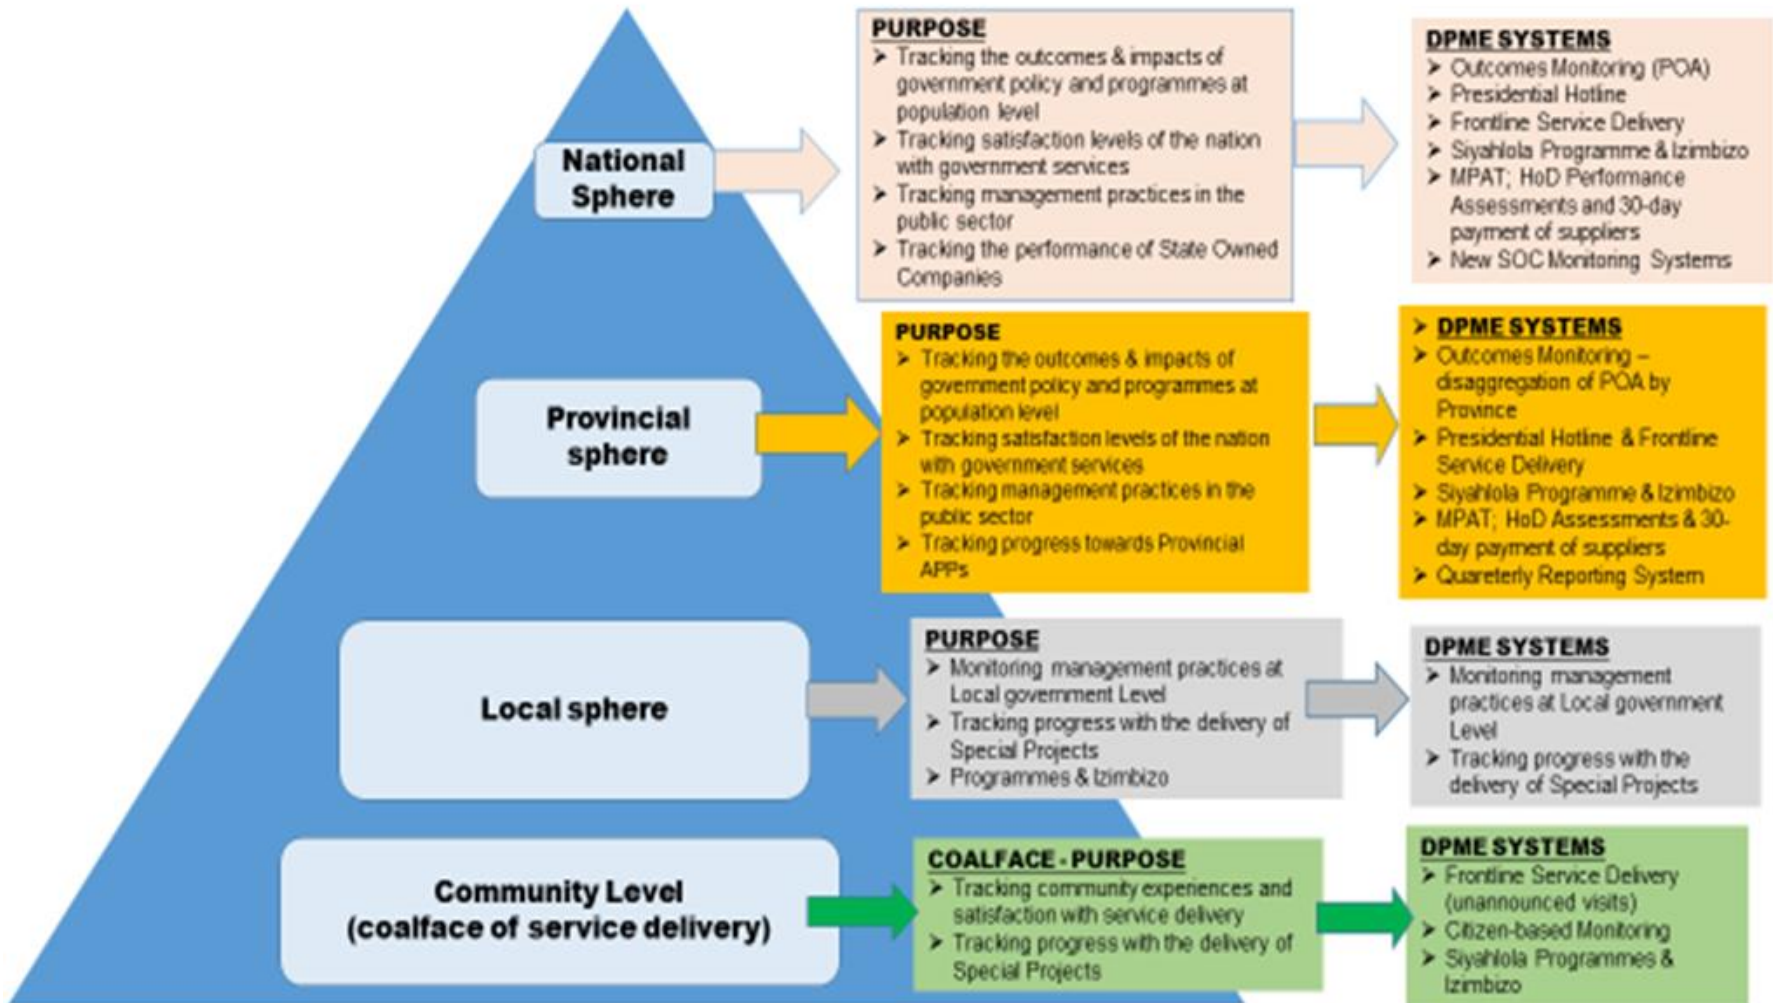 National
Sphere
PURPOSE
➤ Tracking the outcomes & impacts of
government policy and programmes at
population level
➤ Tracking satisfaction levels of the nation
with government services
➤ Tracking management practices in the
public sector
➤ Tracking the performance of State Owned
Companies
DPME SYSTEMS
➤ Outcomes Monitoring (POA)
➤ Presidential Hotline
➤ Frontline Service Delivery
➤ Siyahlola Programme & Izimbizo
➤ MPAT; HoD Performance
Assessments and 30-day
payment of suppliers
➤ New SOC Monitoring Systems
Provincial
sphere
PURPOSE
➤ Tracking the outcomes & impacts of
government policy and programmes at
population level
➤ Tracking satisfaction levels of the nation
with government services
➤ Tracking management practices in the
public sector
➤ Tracking progress towards Provincial
APPs
➤ DPME SYSTEMS
➤ Outcomes Monitoring –
disaggregation of POA by
Province
➤ Presidential Hotline & Frontline
Service Delivery
➤ Siyahlola Programme & Izimbizo
➤ MPAT; HoD Assessments & 30-
day payment of suppliers
➤ Quareterly Reporting System
Local sphere
PURPOSE
➤ Monitoring management practices at
Local government Level
➤ Tracking progress with the delivery of
Special Projects
➤ Programmes & Izimbizo
DPME SYSTEMS
➤ Monitoring management
practices at Local government
Level
➤ Tracking progress with the
delivery of Special Projects
Community Level
(coalface of service delivery)
COALFACE - PURPOSE
➤ Tracking community experiences and
satisfaction with service delivery
➤ Tracking progress with the delivery of
Special Projects
DPME SYSTEMS
➤ Frontline Service Delivery
(unannounced visits)
➤ Citizen-based Monitoring
➤ Siyahlola Programmes &
Izimbizo